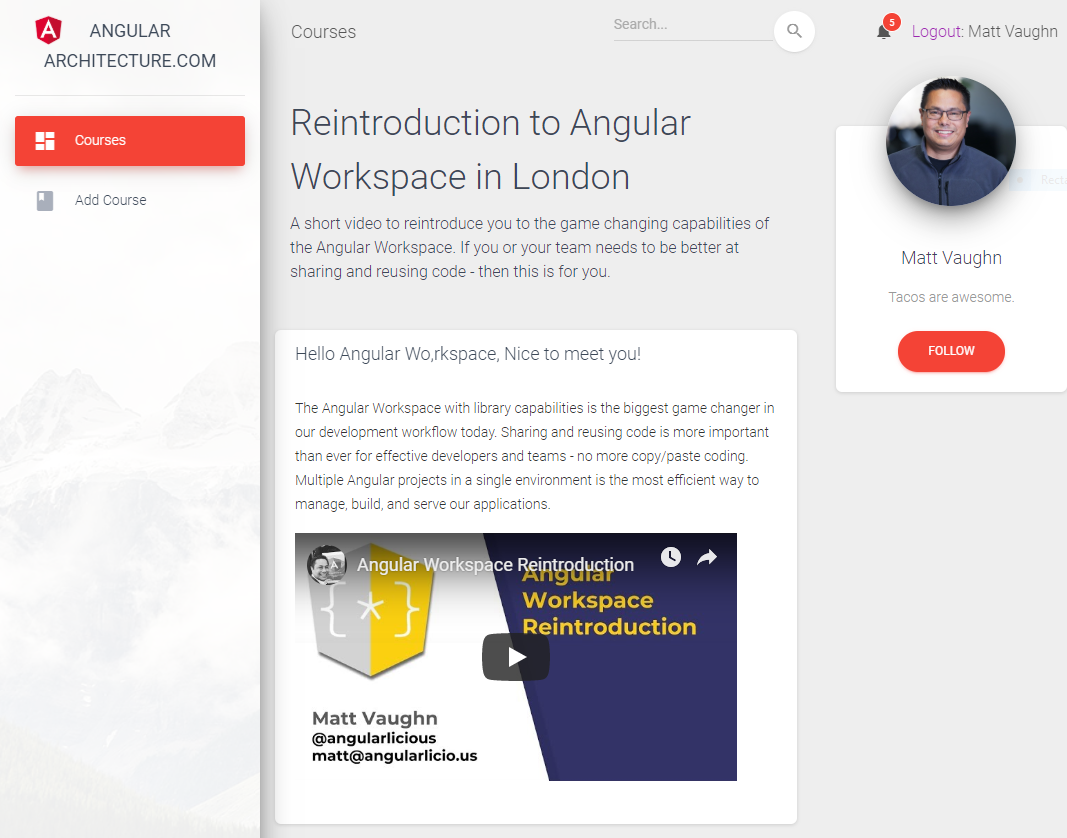 ANGULAR
ARCHITECTURE.COM
Courses
Add Course
Courses
Search...
5
Logout: Matt Vaughn
Reintroduction to Angular
Workspace in London
A short video to reintroduce you to the game changing capabilities of
the Angular Workspace. If you or your team needs to be better at
sharing and reusing code - then this is for you.
Hello Angular Wo,rkspace, Nice to meet you!
The Angular Workspace with library capabilities is the biggest game changer in
our development workflow today. Sharing and reusing code is more important
than ever for effective developers and teams - no more copy/paste coding.
Multiple Angular projects in a single environment is the most efficient way to
manage, build, and serve our applications.
Angular Workspace Reintroduction
Angular
Workspace
Reintroduction
{*}
Matt Vaughn
@angularlicious
matt@angularlicio.us
Matt Vaughn
Tacos are awesome.
FOLLOW